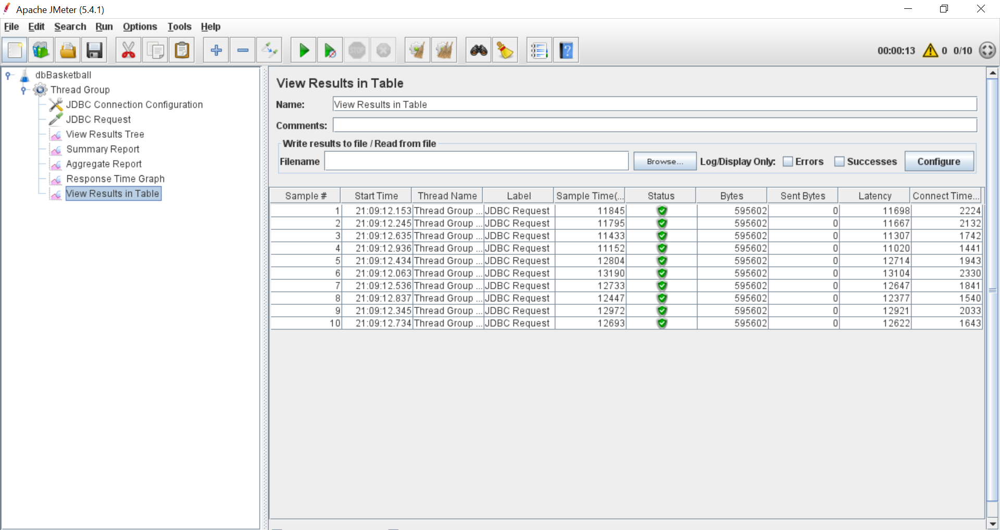 Apache JMeter (5.4.1)
File Edit Search Run Options Tools Help
STOP ? 00:00:13 0 0/10
dbBasketball
Thread Group
JDBC Connection Configuration
JDBC Request
View Results Tree
Summary Report
Aggregate Report
Response Time Graph
View Results in Table
View Results in Table
Name: View Results in Table
Comments:
Write results to file / Read from file
Filename Browse... Log/Display Only: Errors Successes Configure
Sample # Start Time Thread Name Label Sample Time(... Status Bytes Sent Bytes Latency Connect Time...
1 21:09:12.153 Thread Group ... JDBC Request 11845 595602 0 11698 2224
2 21:09:12.245 Thread Group ... JDBC Request 11795 595602 0 11667 2132
3 21:09:12.635 Thread Group ... JDBC Request 11433 595602 0 11307 1742
4 21:09:12.936 Thread Group ... JDBC Request 11152 595602 0 11020 1441
5 21:09:12.434 Thread Group ... JDBC Request 12804 595602 0 12714 1943
6 21:09:12.063 Thread Group ... JDBC Request 13190 595602 0 13104 2330
7 21:09:12.536 Thread Group ... JDBC Request 12733 595602 0 12647 1841
8 21:09:12.837 Thread Group ... JDBC Request 12447 595602 0 12377 1540
9 21:09:12.345 Thread Group ... JDBC Request 12972 595602 0 12921 2033
10 21:09:12.734 Thread Group ... JDBC Request 12693 595602 0 12622 1643